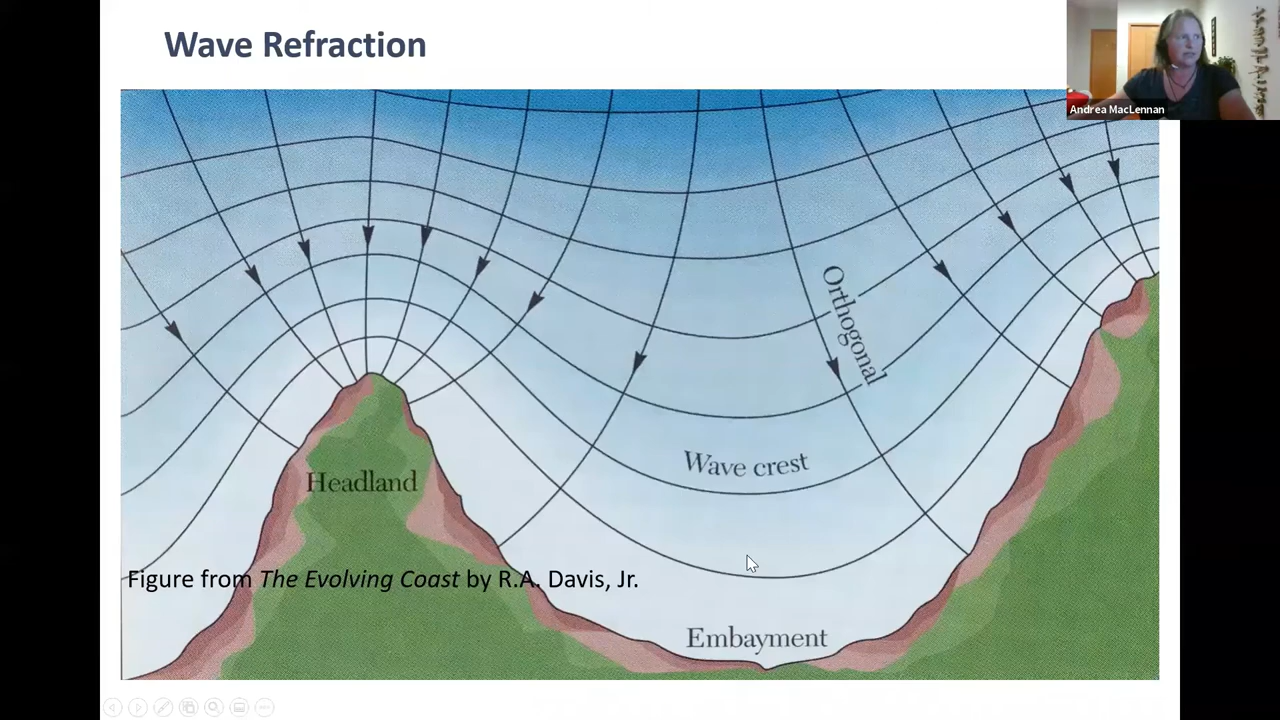 Wave Refraction
Andrea MacLennan
Orthogonal
Wave crest
Headland
Figure from The Evolving Coast by R.A. Davis, Jr.
Embayment